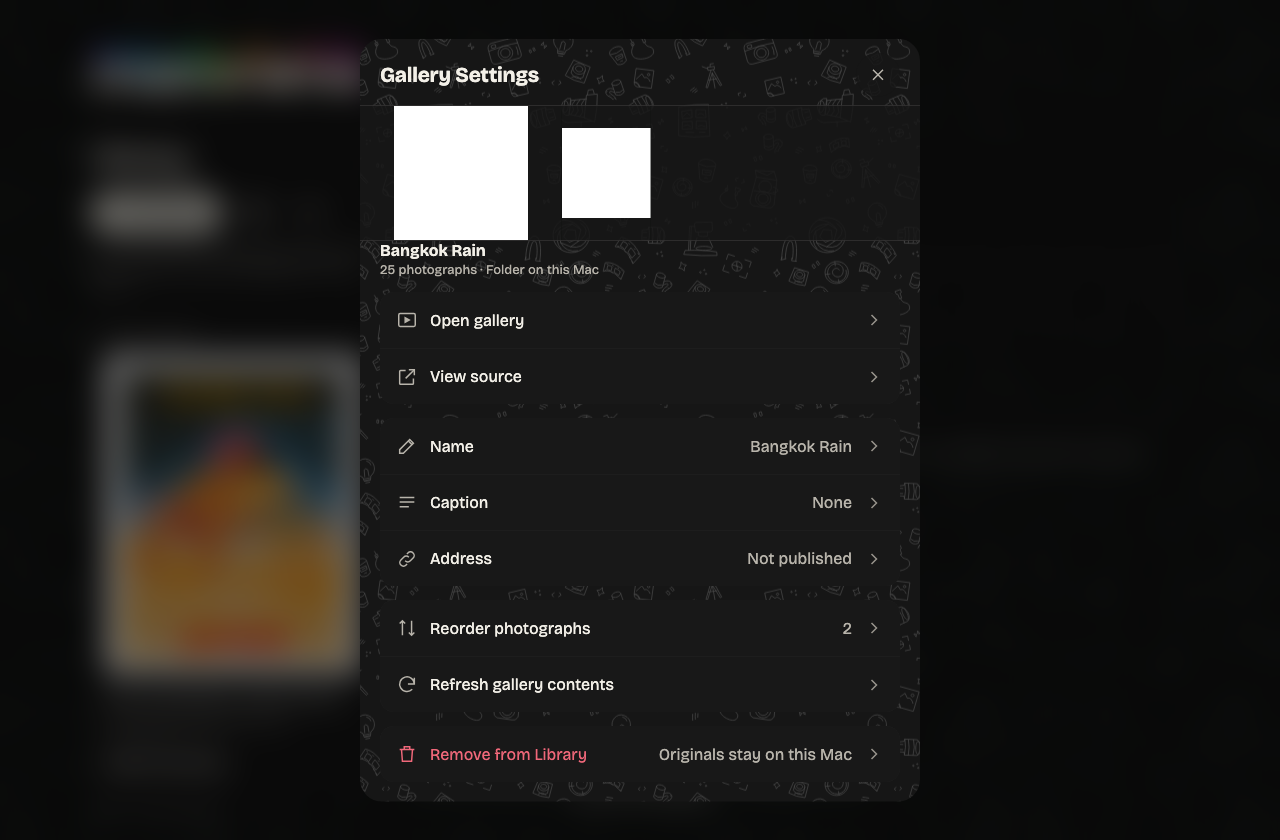 Gallery Settings
Bangkok Rain
25 photographs · Folder on this Mac
Open gallery
View source
Name Bangkok Rain
Caption None
Address Not published
Reorder photographs 2
Refresh gallery contents
Remove from Library Originals stay on this Mac